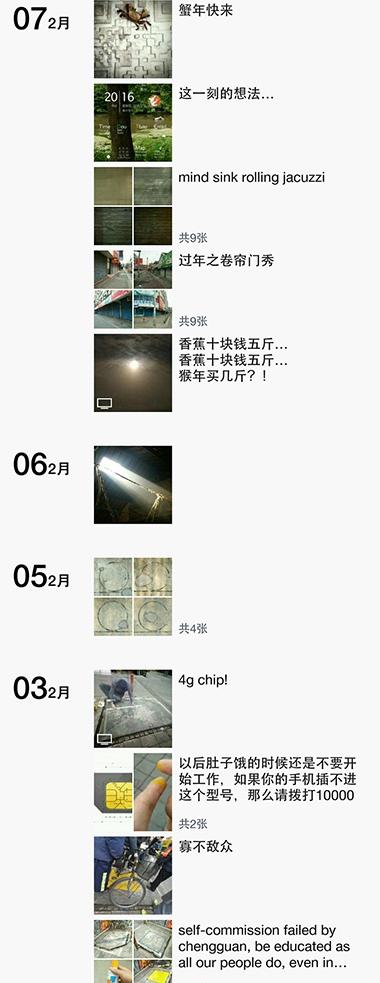 07 2月
蟹年快来
20 16
这一刻的想法…
mind sink rolling jacuzzi
共9张
过年之卷帘门秀
共9张
香蕉十块钱五斤…
香蕉十块钱五斤…
猴年买几斤？！
06 2月
05 2月
共4张
03 2月
4g chip!
以后肚子饿的时候还是不要开
始工作，如果你的手机插不进
这个型号，那么请拨打10000
共2张
寡不敌众
self-commission failed by
chengguan, be educated as
all our people do, even in…